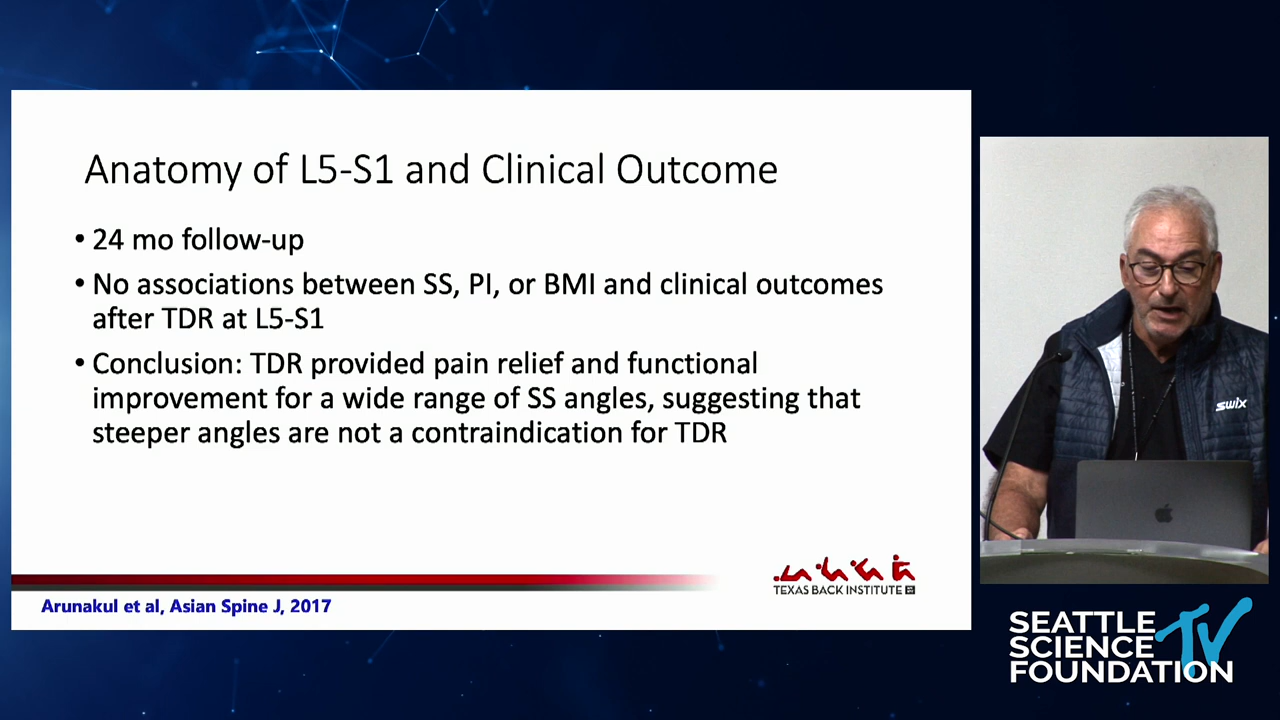 Anatomy of L5-S1 and Clinical Outcome
• 24 mo follow-up
• No associations between SS, PI, or BMI and clinical outcomes
after TDR at L5-S1
• Conclusion: TDR provided pain relief and functional
improvement for a wide range of SS angles, suggesting that
steeper angles are not a contraindication for TDR
TEXAS BACK INSTITUTE
Arunakul et al, Asian Spine J, 2017
swix
SEATTLE
SCIENCE
FOUNDATION
TV